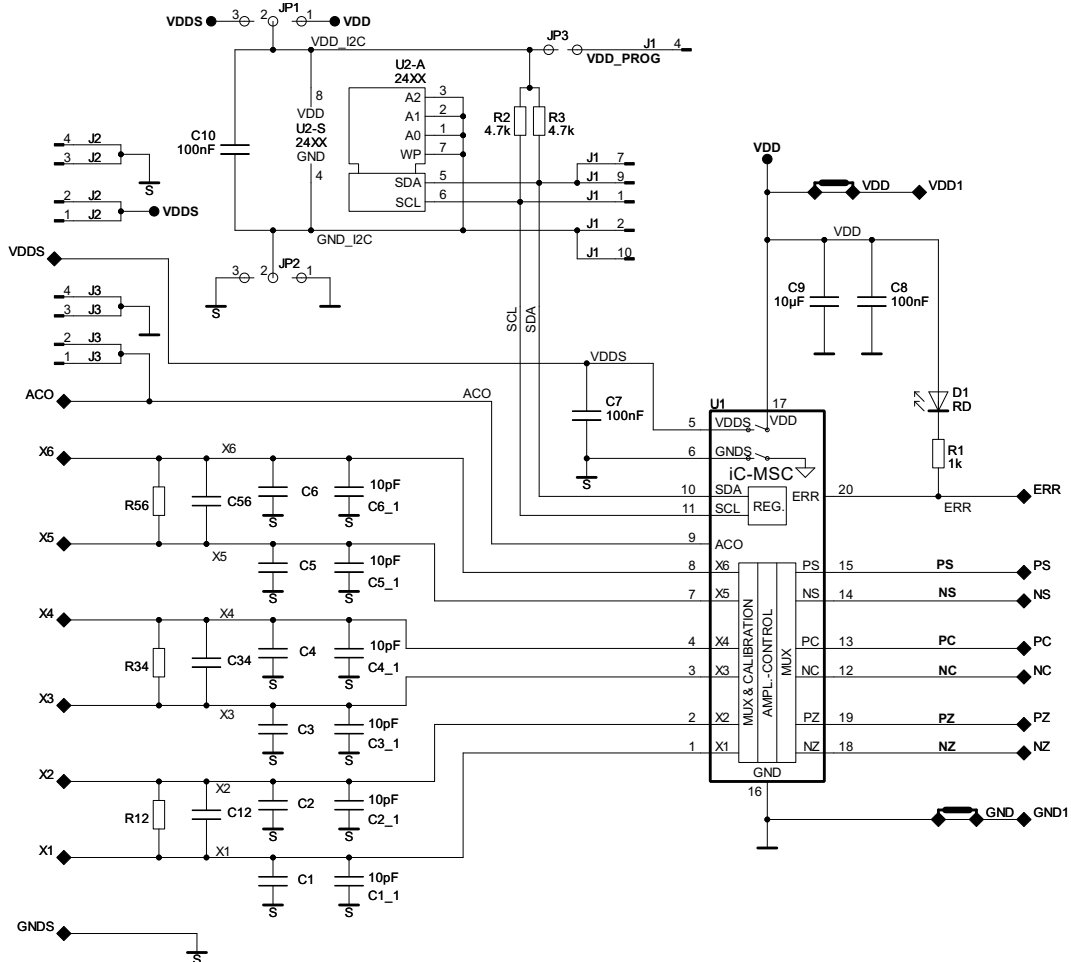 JP1
VDDS 3 2 1 VDD
VDD_I2C
JP3
J1 4
VDD_PROG
U2-A
24XX
8
VDD
U2-S
24XX
GND
4
A2 3
A1 2
A0 1
WP 7
SDA 5
SCL 6
R2
4.7k
R3
4.7k
C10
100nF
J1 7
J1 9
J1 1
J1 2
J1 10
GND_I2C
3 2 1
JP2
S
4 J2
3 J2
S
2 J2
1 J2
VDDS
VDDS
4 J3
3 J3
2 J3
1 J3
SCL
SDA
VDD
VDD VDD1
VDD
C9
10µF
C8
100nF
D1
RD
R1
1k
VDDS
C7
100nF
S
ACO ACO
U1
17
VDD
5 VDDS
6 GNDS
iC-MSC
10 SDA
11 SCL
REG.
ERR 20
ERR
ERR
9 ACO
8 X6
7 X5
4 X4
3 X3
2 X2
1 X1
MUX & CALIBRATION
AMPL.-CONTROL
MUX
PS 15 PS PS
NS 14 NS NS
PC 13 PC PC
NC 12 NC NC
PZ 19 PZ PZ
NZ 18 NZ NZ
GND
16
GND GND1
X6 X6
R56
C56
C6
S
10pF
C6_1
S
X5 X5
C5
S
10pF
C5_1
S
X4 X4
R34
C34
C4
S
10pF
C4_1
S
X3 X3
C3
S
10pF
C3_1
S
X2 X2
R12
C12
C2
S
10pF
C2_1
S
X1 X1
C1
S
10pF
C1_1
S
GNDS
S